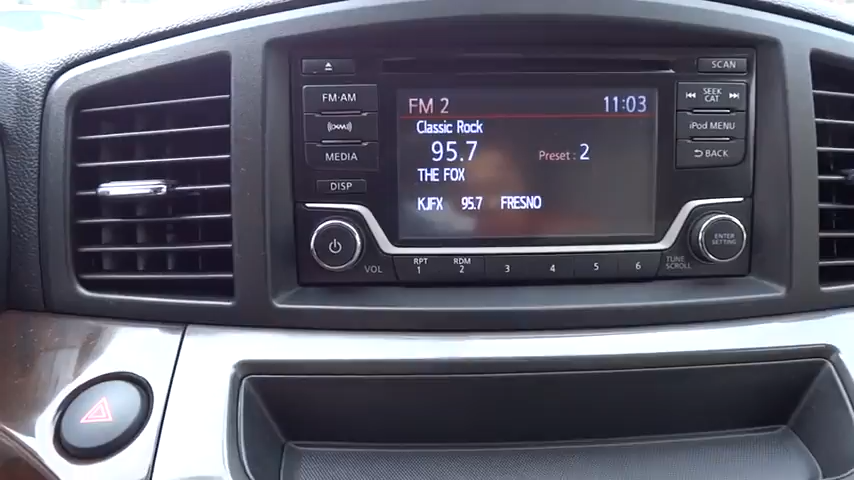 SCAN
FM·AM
SEEK
CAT
iPod MENU
MEDIA
BACK
DISP
FM 2
11:03
Classic Rock
95.7
Preset : 2
THE FOX
KJFX 95.7 FRESNO
ENTER
SETTING
VOL
RPT
1
RDM
2
3
4
5
6
TUNE
SCROLL